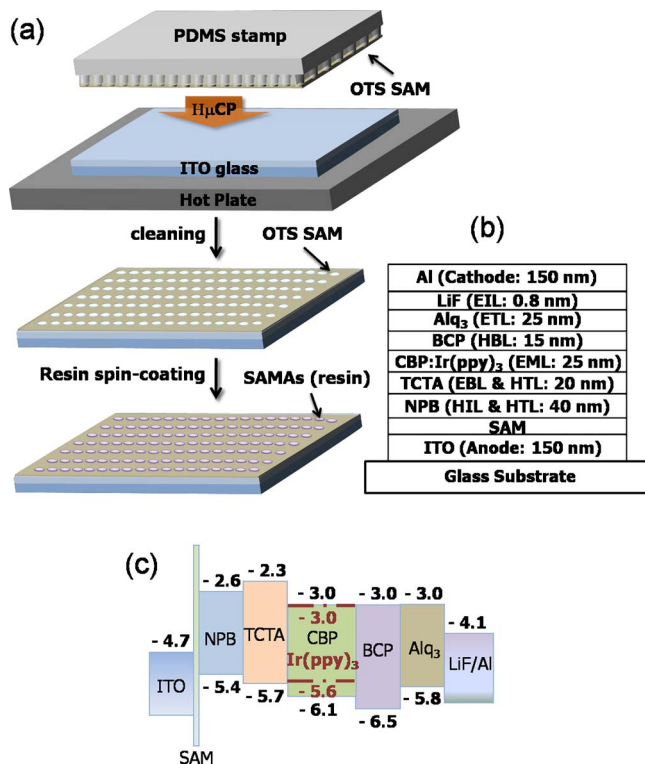 (a)
PDMS stamp
OTS SAM
HμCP
ITO glass
Hot Plate
cleaning
OTS SAM
Resin spin-coating
SAMAs (resin)
(b)
Al (Cathode: 150 nm)
LiF (EIL: 0.8 nm)
Alq₃ (ETL: 25 nm)
BCP (HBL: 15 nm)
CBP:Ir(ppy)₃ (EML: 25 nm)
TCTA (EBL & HTL: 20 nm)
NPB (HIL & HTL: 40 nm)
SAM
ITO (Anode: 150 nm)
Glass Substrate
(c)
- 2.6 - 2.3 - 3.0 - 3.0 - 3.0
- 4.7 - 3.0 - 4.1
ITO NPB TCTA CBP BCP Alq₃ LiF/Al
Ir(ppy)₃
- 5.4 - 5.7 - 5.6 - 5.8
- 6.1 - 6.5
SAM